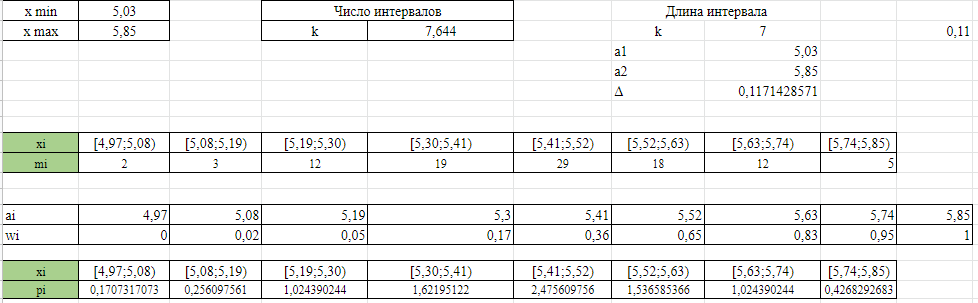 x min 5,03 Число интервалов Длина интервала
x max 5,85 k 7,644 k 7 0,11
a1 5,03
a2 5,85
Δ 0,1171428571
xi [4,97;5,08) [5,08;5,19) [5,19;5,30) [5,30;5,41) [5,41;5,52) [5,52;5,63) [5,63;5,74) [5,74;5,85)
mi 2 3 12 19 29 18 12 5
ai 4,97 5,08 5,19 5,3 5,41 5,52 5,63 5,74 5,85
wi 0 0,02 0,05 0,17 0,36 0,65 0,83 0,95 1
xi [4,97;5,08) [5,08;5,19) [5,19;5,30) [5,30;5,41) [5,41;5,52) [5,52;5,63) [5,63;5,74) [5,74;5,85)
pi 0,1707317073 0,256097561 1,024390244 1,62195122 2,475609756 1,536585366 1,024390244 0,4268292683